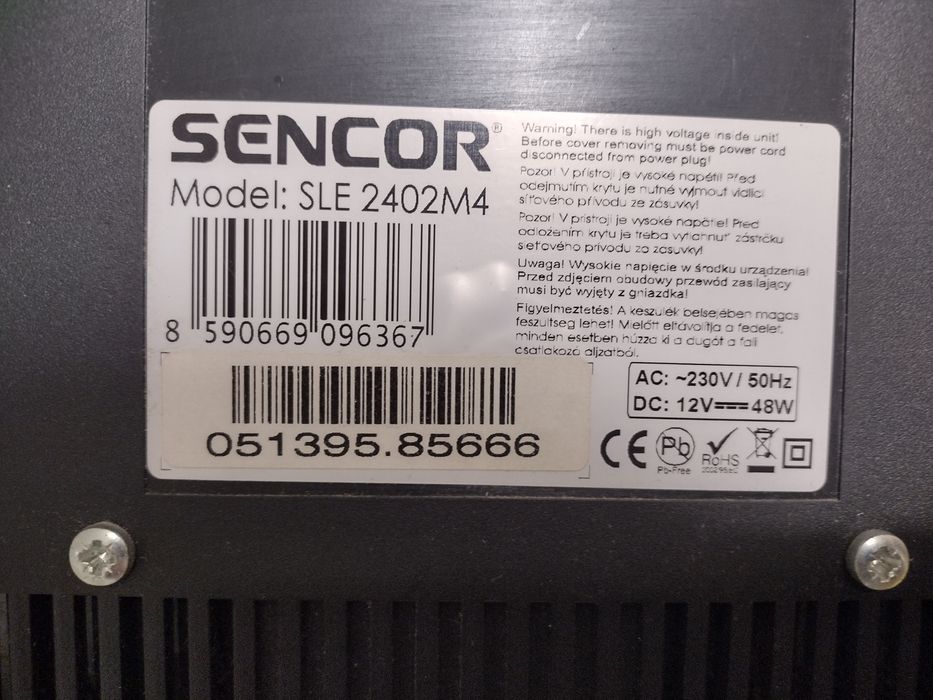 SENCOR®
Model: SLE 2402M4
8 590669 096367
051395.85666
Warning! There is high voltage inside unit!
Before cover removing must be power cord
disconnected from power plug!
Pozor! V přístroji je vysoké napětí! Před
odejmutím krytu je nutné vyjmout vidlici
síťového přívodu ze zásuvky!
Pozor! V prístroji je vysoké napätie! Pred
odložením krytu je treba vytiahnuť zástrčku
sieťového prívodu zo zásuvky!
Uwaga! Wysokie napięcie w środku urządzenia!
Przed zdjęciem obudowy przewód zasilający
musi być wyjęty z gniazdka!
Figyelmeztetés! A keszulek belsejében magas
feszultseg lehet! Mielőtt eltávolítja a fedelet,
minden esetben húzza ki a dugót a fali
csatlakozó aljzatból.
AC: ~230V / 50Hz
DC: 12V 48W
CE
Pb
Pb-Free
RoHS
2002/95/EC